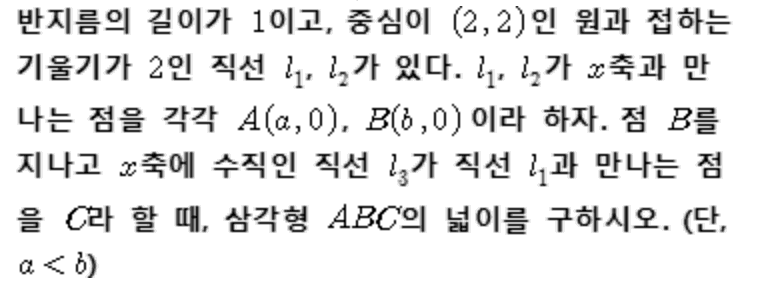 반지름의 길이가 1이고, 중심이 (2, 2)인 원과 접하는
기울기가 2인 직선 l₁, l₂가 있다. l₁, l₂가 x축과 만
나는 점을 각각 A(a, 0), B(b, 0)이라 하자. 점 B를
지나고 x축에 수직인 직선 l₃가 직선 l₁과 만나는 점
을 C라 할 때, 삼각형 ABC의 넓이를 구하시오. (단,
a < b)